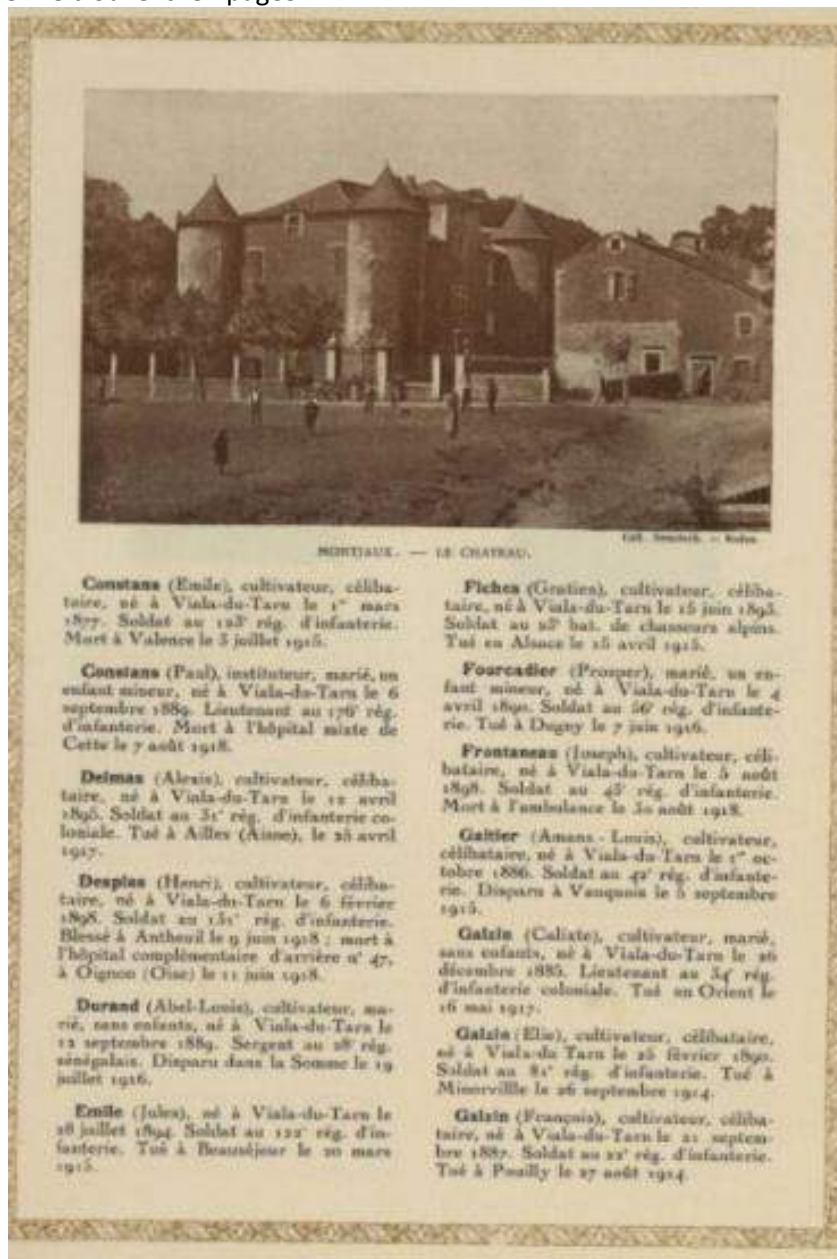 MONTJAUX. — LE CHATEAU.
Constans (Emile), cultivateur, céliba-
taire, né à Viala-du-Tarn le 1er mars
1877. Soldat au 123e rég. d'infanterie.
Mort à Valence le 3 juillet 1915.
Constans (Paul), instituteur, marié, un
enfant mineur, né à Viala-du-Tarn le 6
septembre 1889. Lieutenant au 176e rég.
d'infanterie. Mort à l'hôpital mixte de
Cette le 7 août 1918.
Delmas (Alexis), cultivateur, céliba-
taire, né à Viala-du-Tarn le 12 avril
1895. Soldat au 31e rég. d'infanterie co-
loniale. Tué à Ailles (Aisne), le 25 avril
1917.
Desplas (Henri), cultivateur, céliba-
taire, né à Viala-du-Tarn le 6 février
1898. Soldat au 151e rég. d'infanterie.
Blessé à Antheuil le 9 juin 1918 ; mort à
l'hôpital complémentaire d'arrière n° 47,
à Oignon (Oise) le 11 juin 1918.
Durand (Abel-Louis), cultivateur, ma-
rié, sans enfants, né à Viala-du-Tarn le
12 septembre 1889. Sergent au 28e rég.
sénégalais. Disparu dans la Somme le 19
juillet 1916.
Emile (Jules), né à Viala-du-Tarn le
28 juillet 1894. Soldat au 122e rég. d'in-
fanterie. Tué à Beauséjour le 20 mars
1915.
Fiches (Gratien), cultivateur, céliba-
taire, né à Viala-du-Tarn le 15 juin 1893.
Soldat au 23e bat. de chasseurs alpins.
Tué en Alsace le 15 avril 1915.
Fourcadier (Prosper), marié, un en-
fant mineur, né à Viala-du-Tarn le 4
avril 1890. Soldat au 56e rég. d'infante-
rie. Tué à Dugny le 7 juin 1916.
Frontaneau (Joseph), cultivateur, céli-
bataire, né à Viala-du-Tarn le 5 août
1898. Soldat au 45e rég. d'infanterie.
Mort à l'ambulance le 30 août 1918.
Galtier (Amans-Louis), cultivateur,
célibataire, né à Viala-du-Tarn le 1er oc-
tobre 1886. Soldat au 42e rég. d'infante-
rie. Disparu à Vauquois le 5 septembre
1915.
Galzin (Calixte), cultivateur, marié,
sans enfants, né à Viala-du-Tarn le 26
décembre 1885. Lieutenant au 34e rég.
d'infanterie coloniale. Tué en Orient le
16 mai 1917.
Galzin (Elie), cultivateur, célibataire,
né à Viala-du Tarn le 25 février 1890.
Soldat au 81e rég. d'infanterie. Tué à
Minorvillle le 26 septembre 1914.
Galzin (François), cultivateur, céliba-
taire, né à Viala-du-Tarn le 21 septem-
bre 1887. Soldat au 22e rég. d'infanterie.
Tué à Pouilly le 27 août 1914.